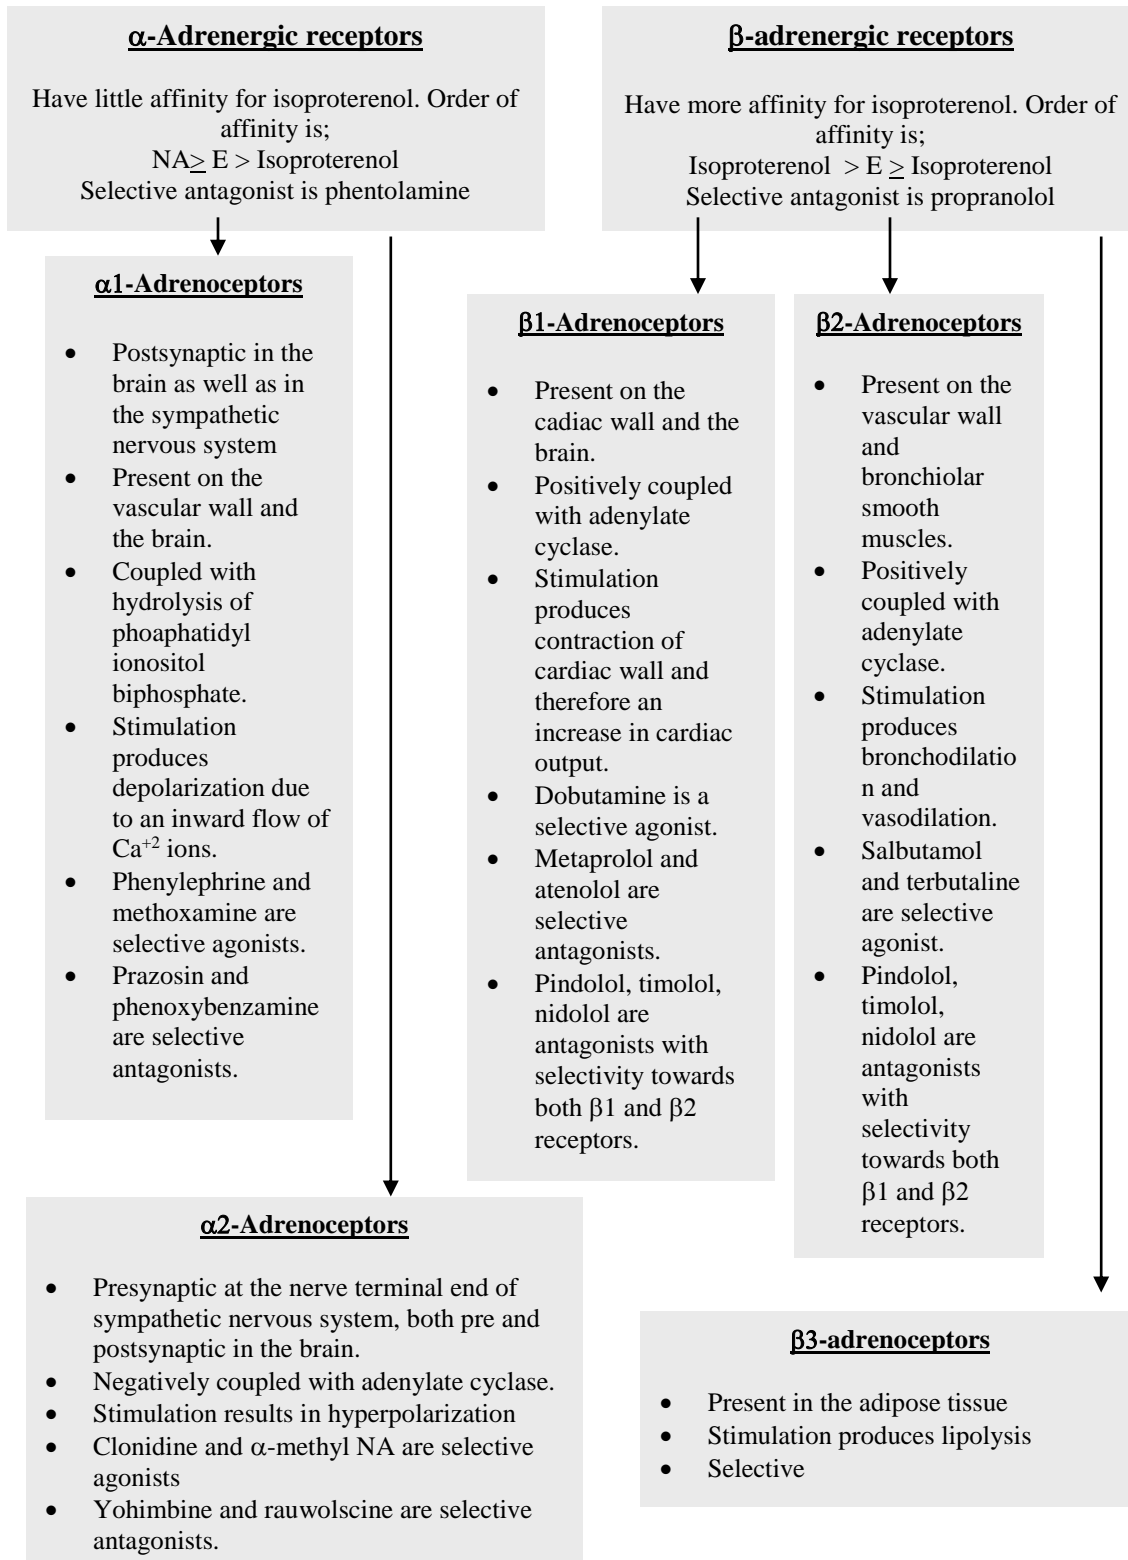 α-Adrenergic receptors
Have little affinity for isoproterenol. Order of
affinity is;
NA≥ E > Isoproterenol
Selective antagonist is phentolamine
β-adrenergic receptors
Have more affinity for isoproterenol. Order of
affinity is;
Isoproterenol > E ≥ Isoproterenol
Selective antagonist is propranolol
α1-Adrenoceptors
• Postsynaptic in the
brain as well as in
the sympathetic
nervous system
• Present on the
vascular wall and
the brain.
• Coupled with
hydrolysis of
phoaphatidyl
ionositol
biphosphate.
• Stimulation
produces
depolarization due
to an inward flow of
Ca+2 ions.
• Phenylephrine and
methoxamine are
selective agonists.
• Prazosin and
phenoxybenzamine
are selective
antagonists.
β1-Adrenoceptors
• Present on the
cadiac wall and the
brain.
• Positively coupled
with adenylate
cyclase.
• Stimulation
produces
contraction of
cardiac wall and
therefore an
increase in cardiac
output.
• Dobutamine is a
selective agonist.
• Metaprolol and
atenolol are
selective
antagonists.
• Pindolol, timolol,
nidolol are
antagonists with
selectivity towards
both β1 and β2
receptors.
β2-Adrenoceptors
• Present on the
vascular wall
and
bronchiolar
smooth
muscles.
• Positively
coupled with
adenylate
cyclase.
• Stimulation
produces
bronchodilatio
n and
vasodilation.
• Salbutamol
and terbutaline
are selective
agonist.
• Pindolol,
timolol,
nidolol are
antagonists
with
selectivity
towards both
β1 and β2
receptors.
α2-Adrenoceptors
• Presynaptic at the nerve terminal end of
sympathetic nervous system, both pre and
postsynaptic in the brain.
• Negatively coupled with adenylate cyclase.
• Stimulation results in hyperpolarization
• Clonidine and α-methyl NA are selective
agonists
• Yohimbine and rauwolscine are selective
antagonists.
β3-adrenoceptors
• Present in the adipose tissue
• Stimulation produces lipolysis
• Selective